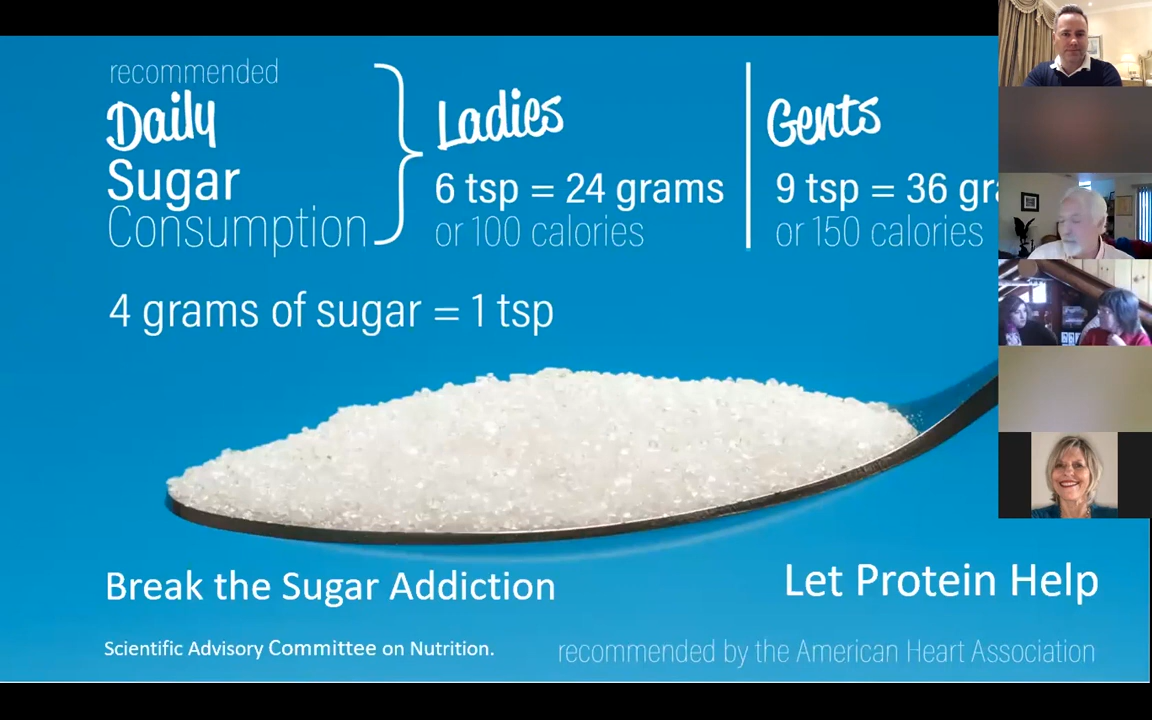 recommended
Daily
Sugar
Consumption
Ladies
6 tsp = 24 grams
or 100 calories
Gents
9 tsp = 36 gra
or 150 calories
4 grams of sugar = 1 tsp
Break the Sugar Addiction
Let Protein Help
Scientific Advisory Committee on Nutrition.
recommended by the American Heart Association